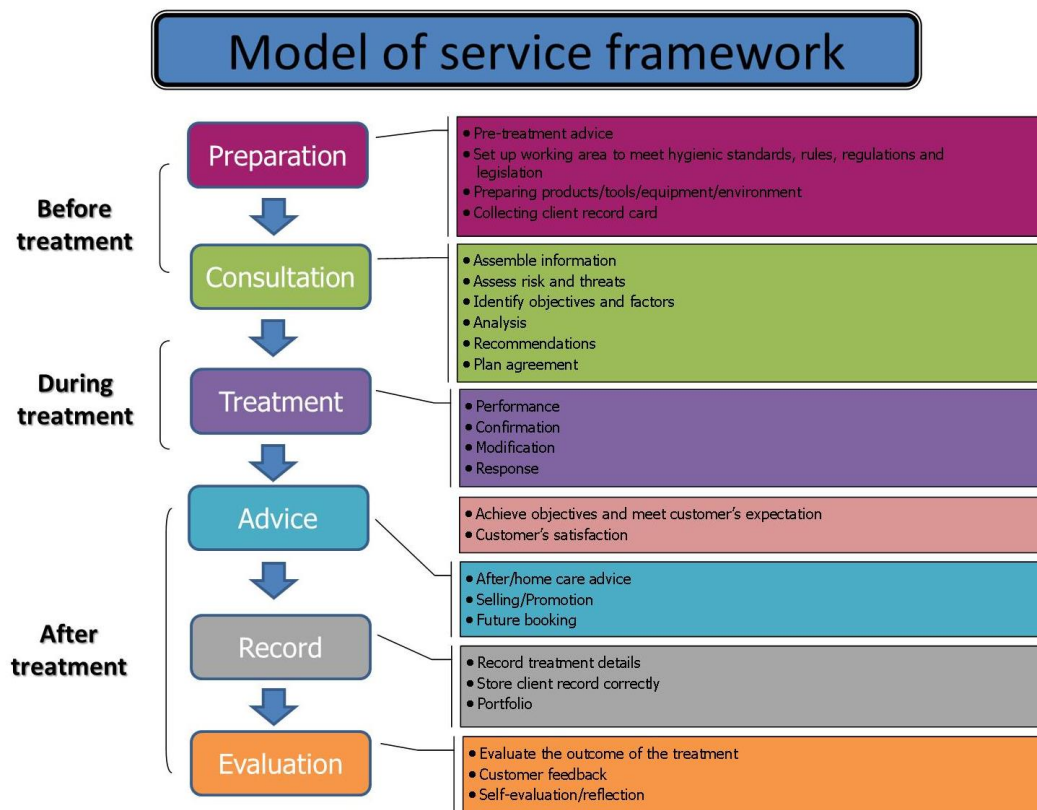 Model of service framework
Before
treatment
During
treatment
After
treatment
Preparation
Consultation
Treatment
Advice
Record
Evaluation
• Pre-treatment advice
• Set up working area to meet hygienic standards, rules, regulations and
legislation
• Preparing products/tools/equipment/environment
• Collecting client record card
• Assemble information
• Assess risk and threats
• Identify objectives and factors
• Analysis
• Recommendations
• Plan agreement
• Performance
• Confirmation
• Modification
• Response
• Achieve objectives and meet customer’s expectation
• Customer’s satisfaction
• After/home care advice
• Selling/Promotion
• Future booking
• Record treatment details
• Store client record correctly
• Portfolio
• Evaluate the outcome of the treatment
• Customer feedback
• Self-evaluation/reflection